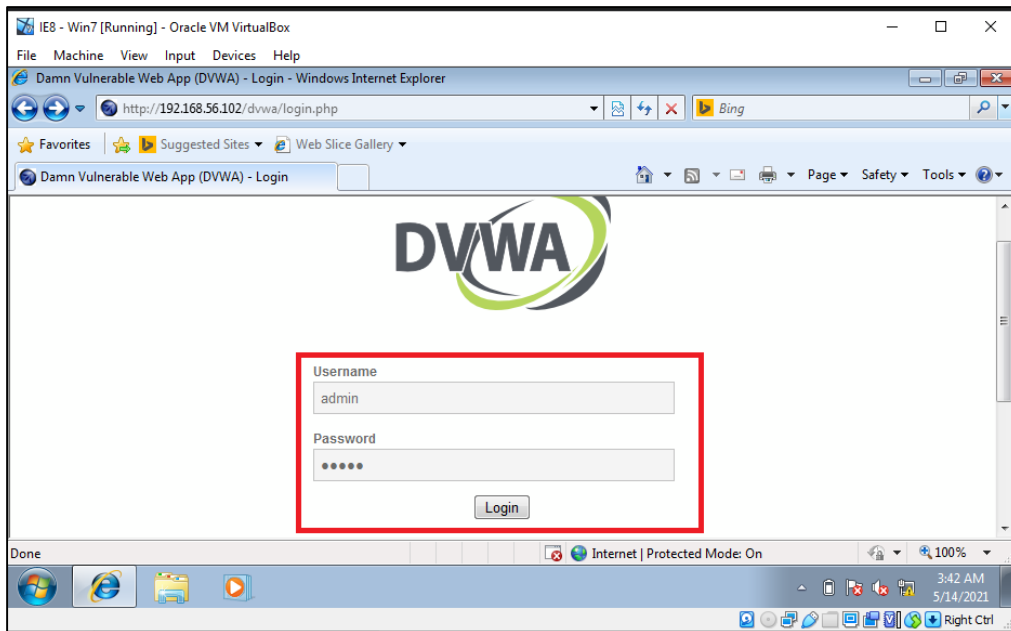 IE8 - Win7 [Running] - Oracle VM VirtualBox
File Machine View Input Devices Help
Damn Vulnerable Web App (DVWA) - Login - Windows Internet Explorer
http://192.168.56.102/dvwa/login.php
Bing
Favorites Suggested Sites Web Slice Gallery
Damn Vulnerable Web App (DVWA) - Login
Page Safety Tools
DVWA
Username
admin
Password
•••••
Login
Done
Internet | Protected Mode: On
100%
3:42 AM
5/14/2021
Right Ctrl